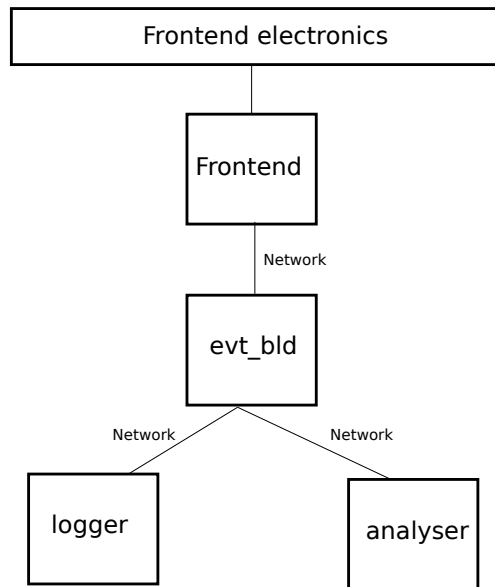 Frontend electronics
Frontend
Network
evt_bld
Network
Network
logger
analyser